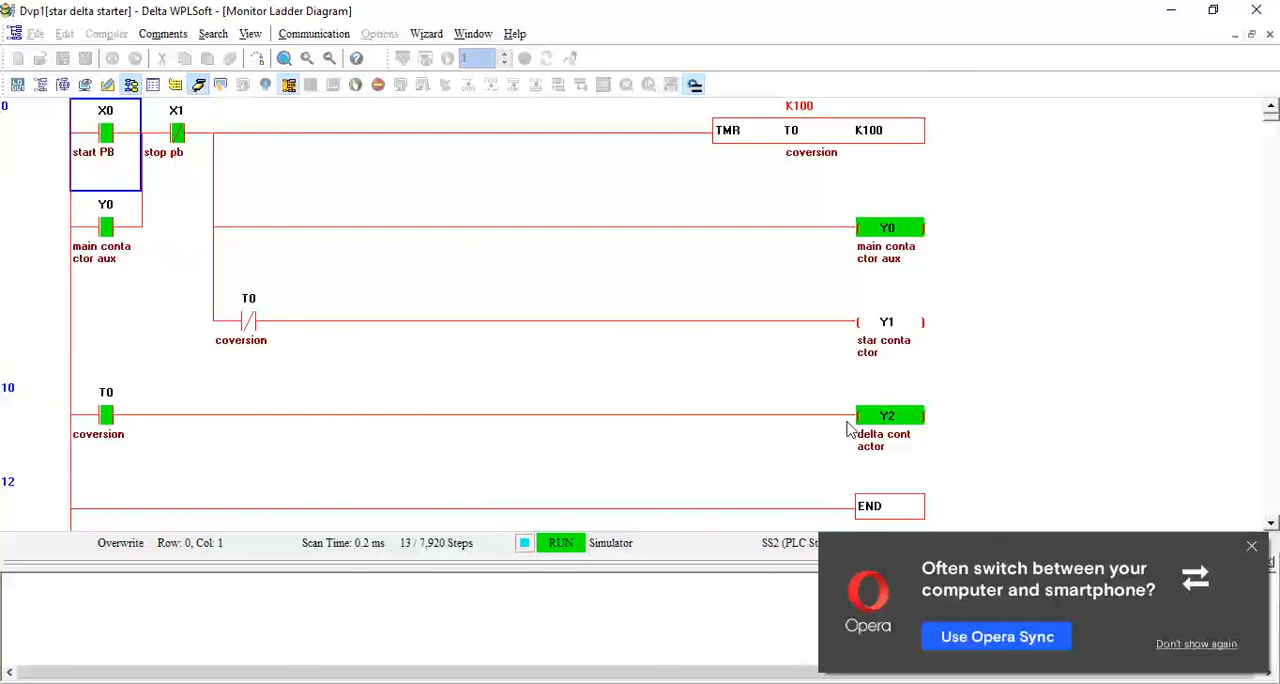 Dvp1[star delta starter] - Delta WPLSoft - [Monitor Ladder Diagram]
File Edit Compiler Comments Search View Communication Options Wizard Window Help
1
0
X0 X1 K100
TMR T0 K100
start PB stop pb coversion
Y0
Y0
main conta
ctor aux
main conta
ctor aux
T0
Y1
coversion
star conta
ctor
10
T0
Y2
coversion
delta cont
actor
12
END
Overwrite Row: 0, Col: 1 Scan Time: 0.2 ms 13 / 7,920 Steps RUN Simulator SS2 (PLC St
Often switch between your
computer and smartphone?
Opera
Use Opera Sync
Don't show again